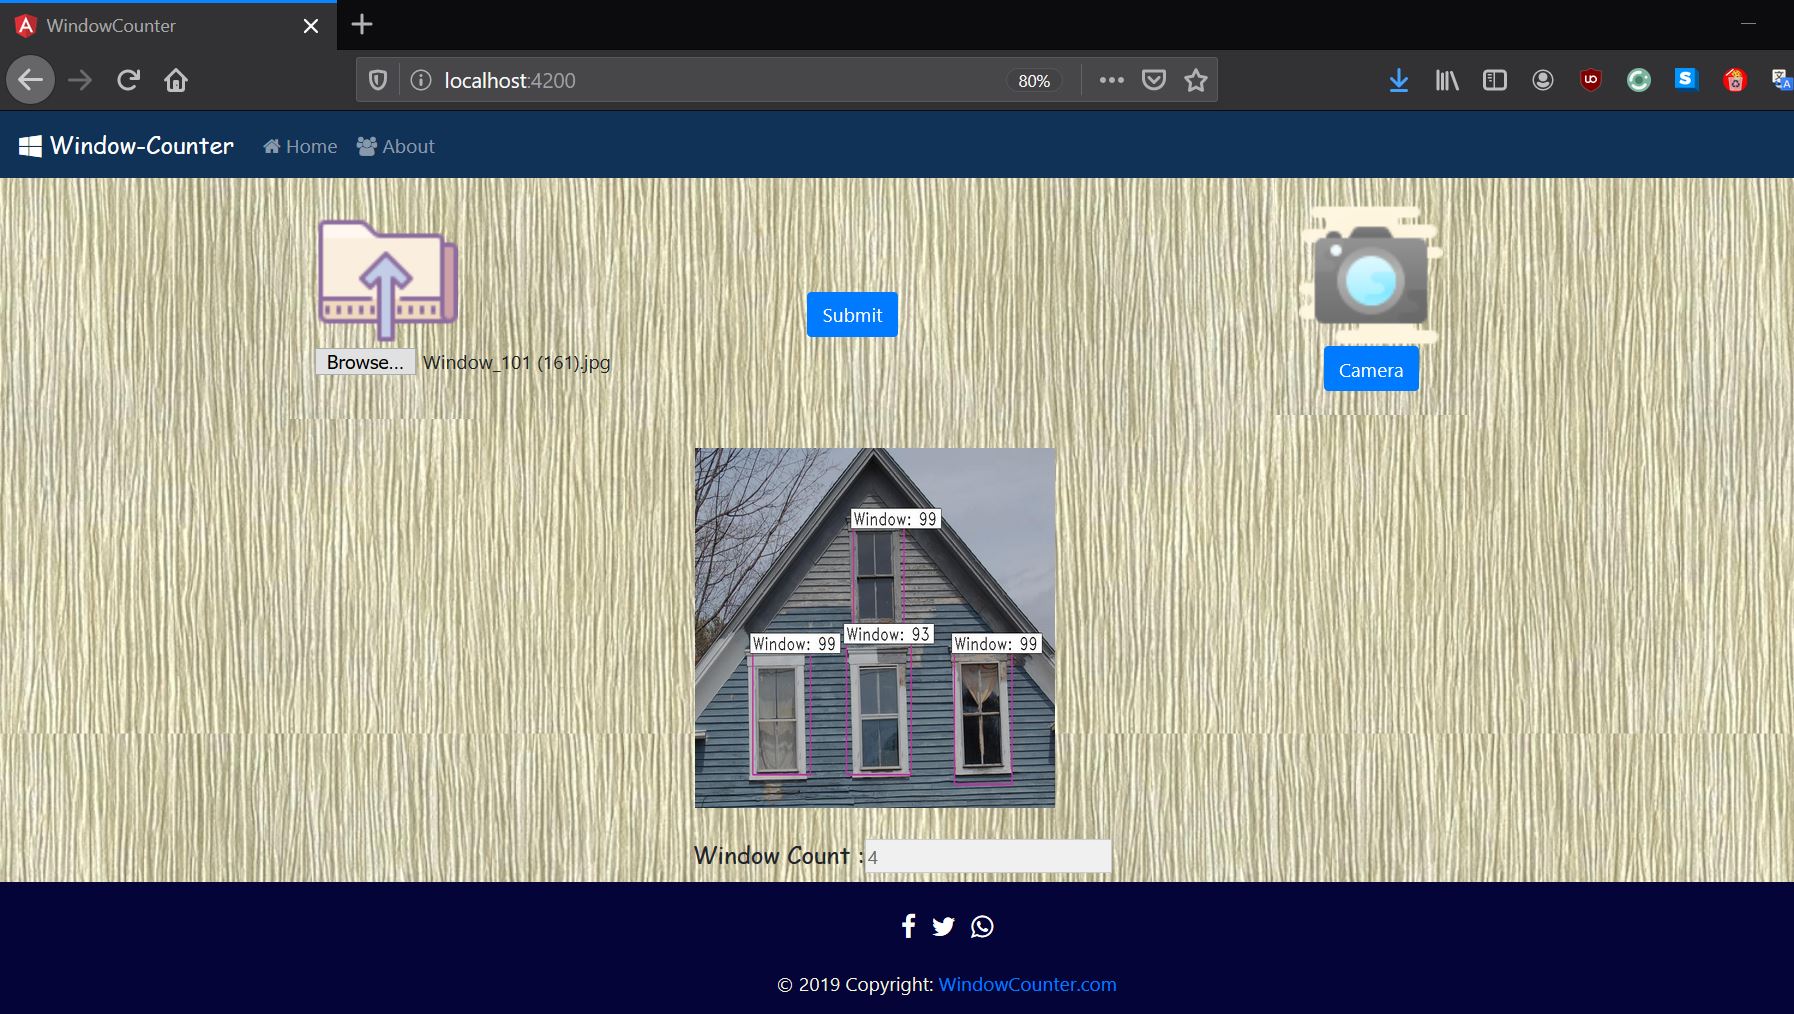 WindowCounter
localhost:4200
80%
Window-Counter
Home
About
Submit
Browse...
Window_101 (161).jpg
Camera
Window: 99
Window: 99
Window: 93
Window: 99
Window Count :
4
© 2019 Copyright: WindowCounter.com